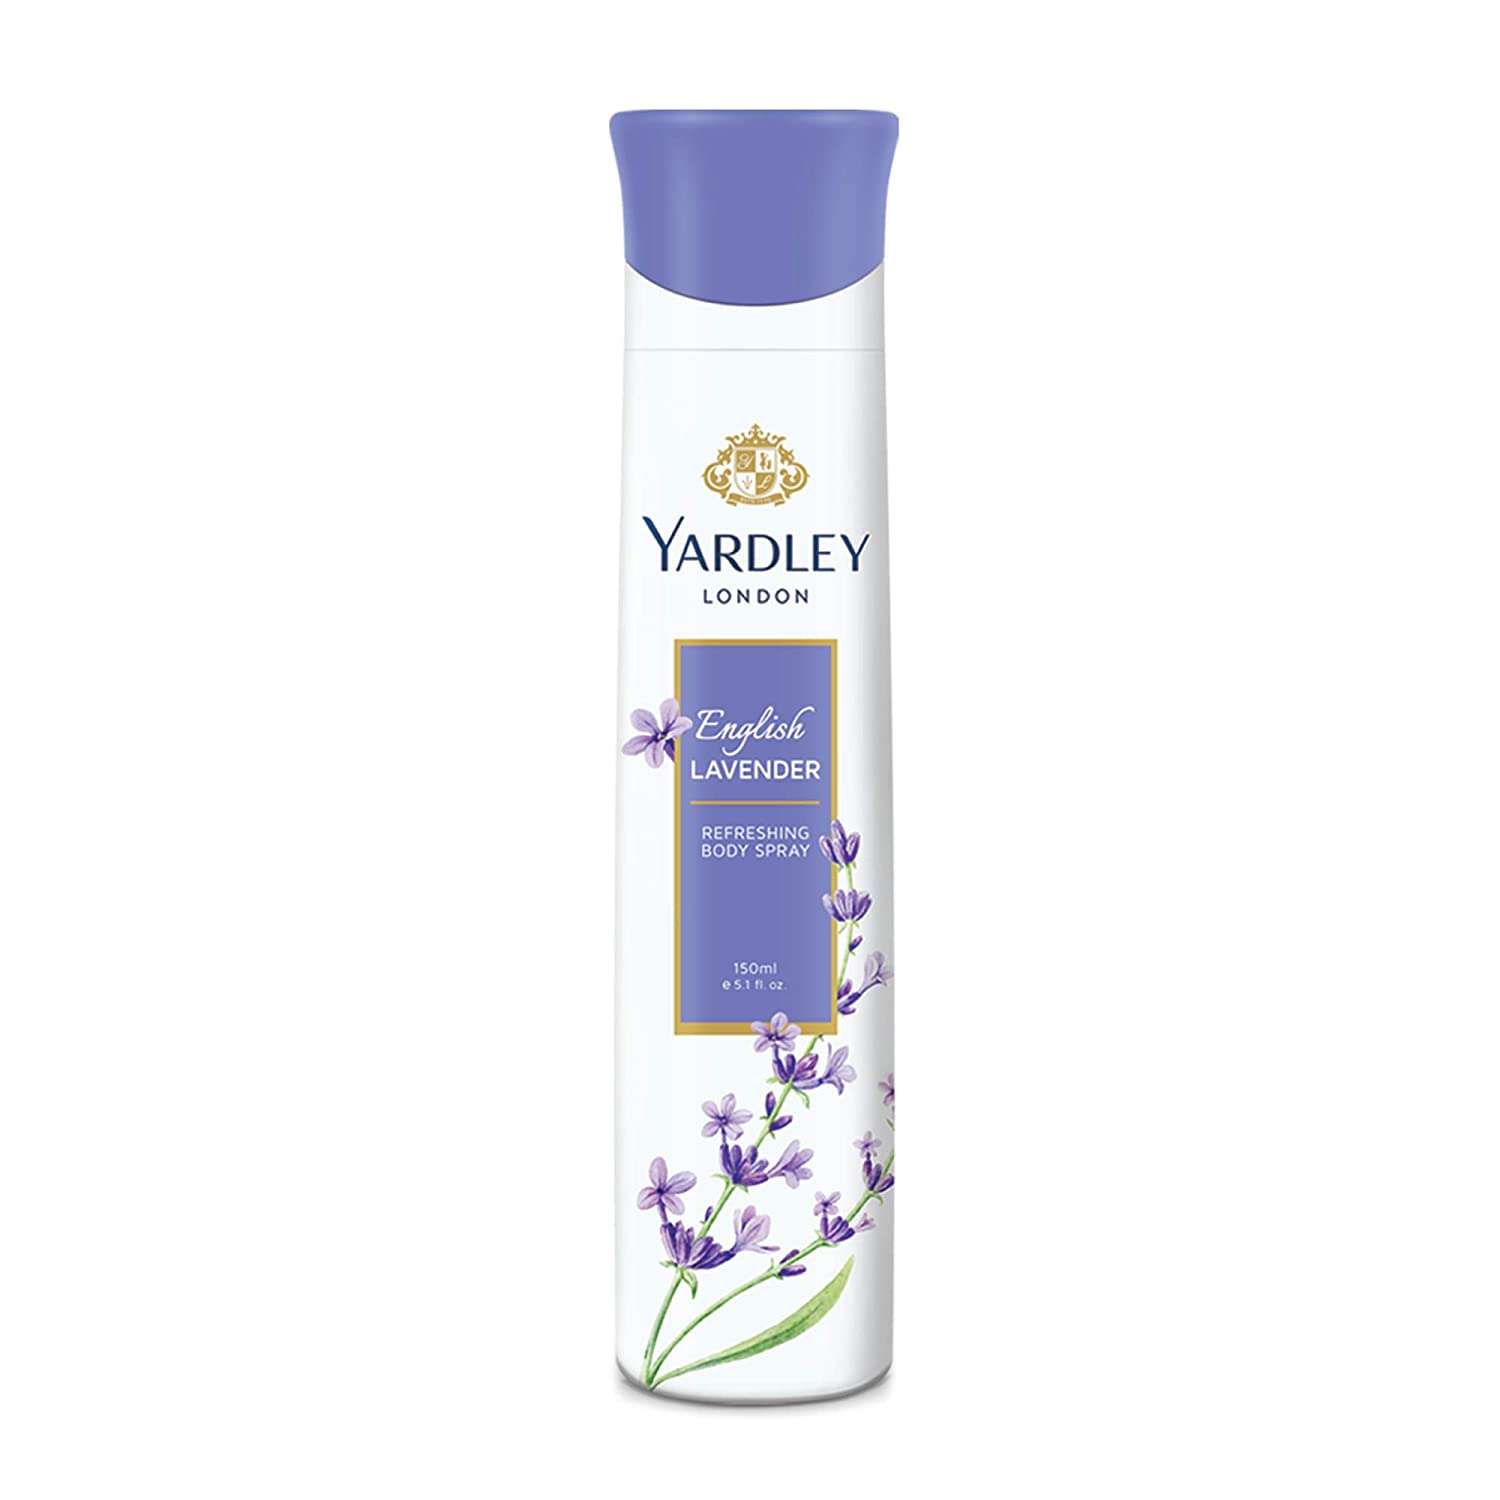 YARDLEY
LONDON
English
LAVENDER
REFRESHING
BODY SPRAY
150ml
e 5.1 fl. oz.